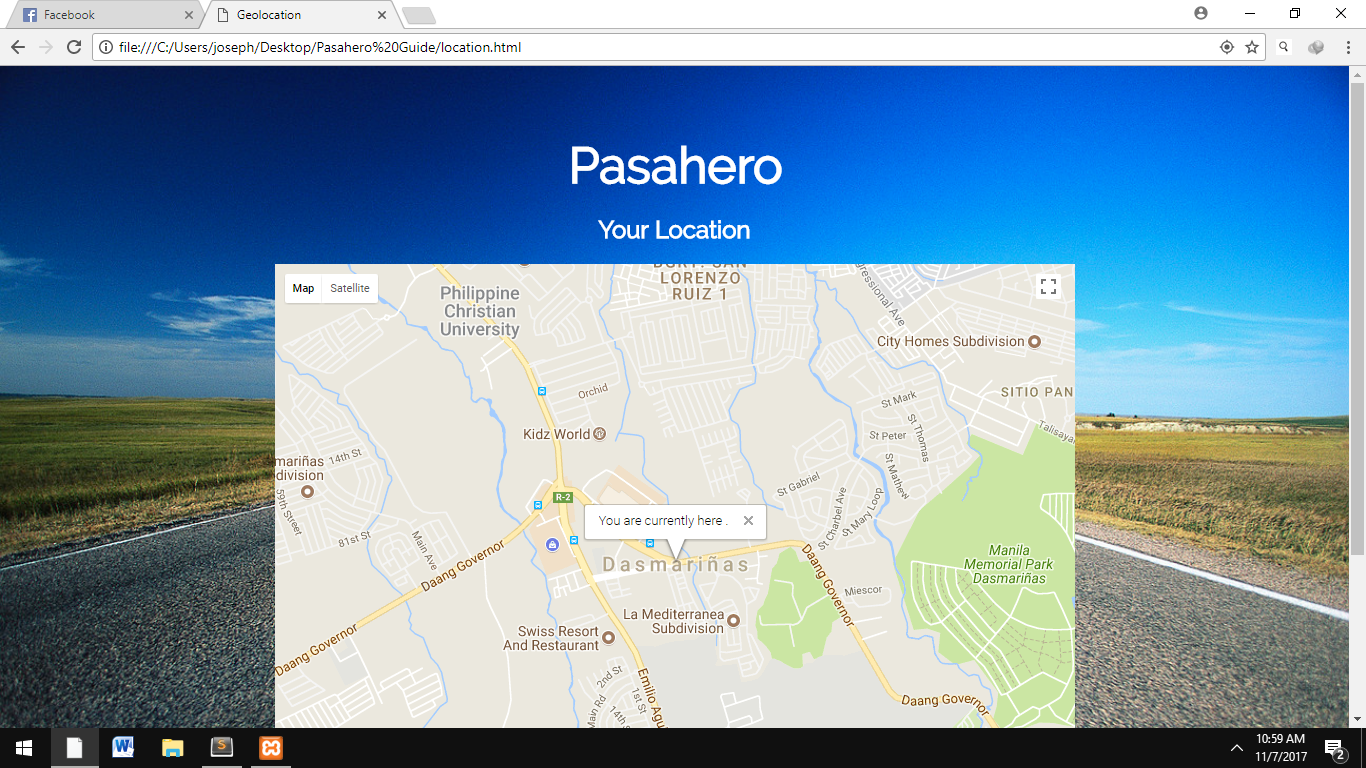 Facebook
Geolocation
file:///C:/Users/joseph/Desktop/Pasahero%20Guide/location.html
Pasahero
Your Location
Map
Satellite
LORENZO
RUIZ 1
Philippine
Christian
University
City Homes Subdivision
SITIO PAN
Orchid
St Mark
Kidz World
St Peter
St Thomas
Talisayan
14th St
mariñas
division
St Mathew
St Gabriel
59th Street
R-2
St Charbel Ave
St Mary Loop
You are currently here .
81st St
Main Ave
Daang Governor
Dasmariñas
Daang Governor
Manila
Memorial Park
Dasmariñas
Miescor
La Mediterranea
Subdivision
Swiss Resort
And Restaurant
Daang Governor
2nd St
Main Rd
1st St
14th
Emilio Agu
Daang Governor
10:59 AM
11/7/2017
2